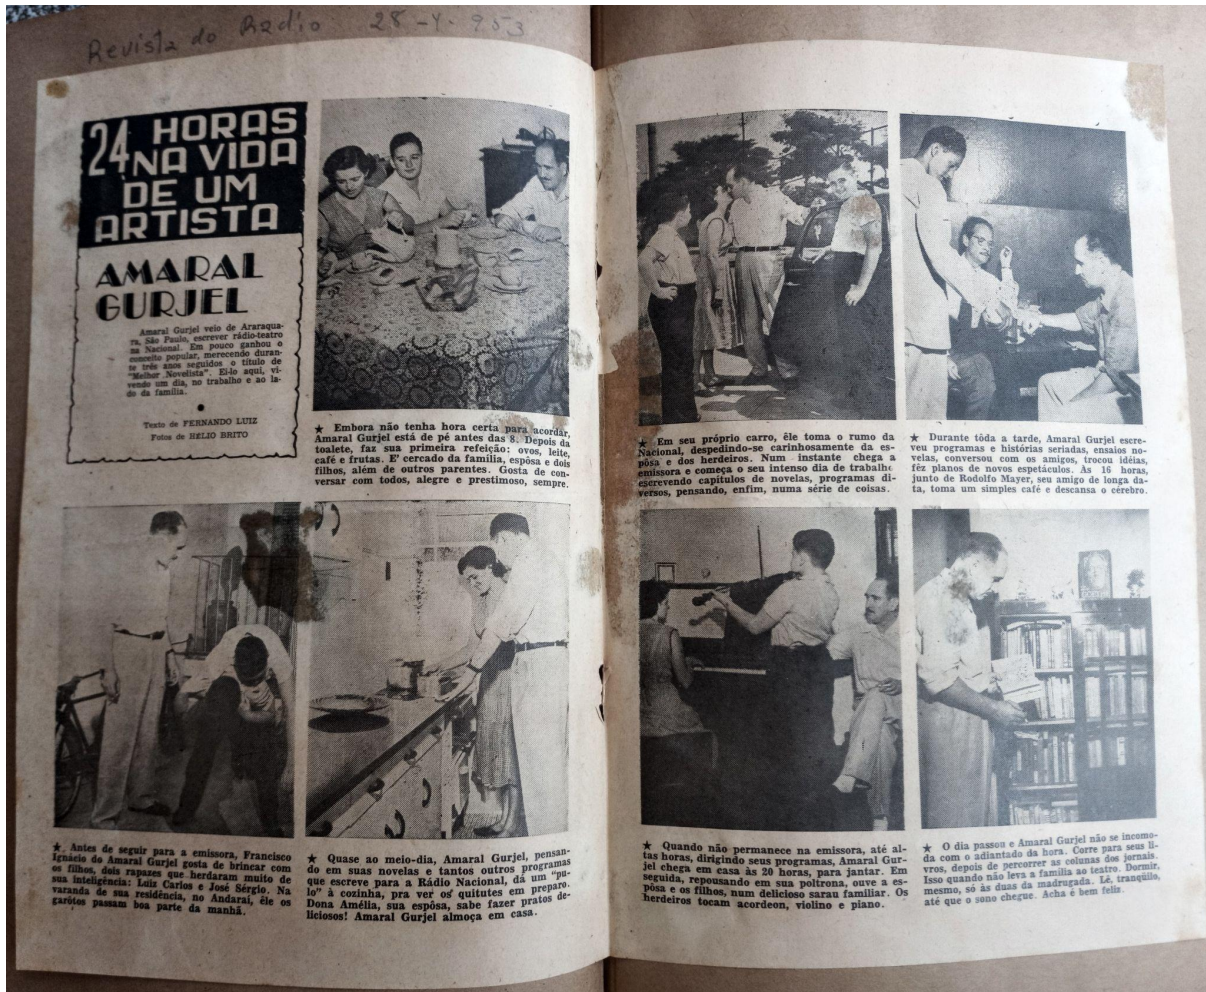 Revista do Radio 28-4-953
24 HORAS
NA VIDA
DE UM
ARTISTA
AMARAL
GURJEL
Amaral Gurjel veio de Araraqua-
ra, São Paulo, escrever rádio-teatro
na Nacional. Em pouco ganhou o
conceito popular, merecendo duran-
te três anos seguidos o título de
"Melhor Novelista". Ei-lo aqui, vi-
vendo um dia, no trabalho e ao la-
do da família.
Texto de FERNANDO LUIZ
Fotos de HÉLIO BRITO
★ Embora não tenha hora certa para acordar,
Amaral Gurjel está de pé antes das 8. Depois da
toalete, faz sua primeira refeição: ovos, leite,
café e frutas. E' cercado da família, espôsa e dois
filhos, além de outros parentes. Gosta de con-
versar com todos, alegre e prestimoso, sempre.
★ Antes de seguir para a emissora, Francisco
Ignácio do Amaral Gurjel gosta de brincar com
os filhos, dois rapazes que herdaram muito de
sua inteligência: Luiz Carlos e José Sérgio. Na
varanda de sua residência, no Andaraí, êle e os
garôtos passam boa parte da manhã.
★ Quase ao meio-dia, Amaral Gurjel, pensan-
do em suas novelas e tantos outros programas
que escreve para a Rádio Nacional, dá um "pu-
lo" à cozinha, pra ver os quitutes em preparo.
Dona Amélia, sua espôsa, sabe fazer pratos de-
liciosos! Amaral Gurjel almoça em casa.
★ Em seu próprio carro, êle toma o rumo da
Nacional, despedindo-se carinhosamente da es-
pôsa e dos herdeiros. Num instante chega a
emissora e começa o seu intenso dia de trabalho
escrevendo capítulos de novelas, programas di-
versos, pensando, enfim, numa série de coisas.
★ Durante tôda a tarde, Amaral Gurjel escre-
veu programas e histórias seriadas, ensaios no-
velas, conversou com os amigos, trocou idéias,
fêz planos de novos espetáculos. Às 16 horas,
junto de Rodolfo Mayer, seu amigo de longa da-
ta, toma um simples café e descansa o cérebro.
★ Quando não permanece na emissora, até al-
tas horas, dirigindo seus programas, Amaral Gur-
jel chega em casa às 20 horas, para jantar. Em
seguida, repousando em sua poltrona, ouve a es-
pôsa e os filhos, num delicioso sarau familiar. Os
herdeiros tocam acordeon, violino e piano.
★ O dia passou e Amaral Gurjel não se incomo-
da com o adiantado da hora. Corre para seus li-
vros, depois de percorrer as colunas dos jornais.
Isso quando não leva a família ao teatro. Dormir,
mesmo, só às duas da madrugada. Lê, tranqüilo,
até que o sono chegue. Acha é bem feliz.